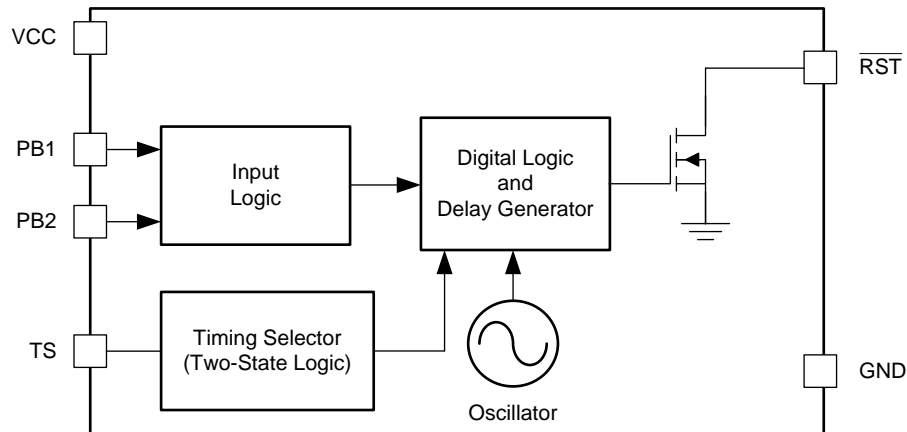 VCC
RST
PB1
PB2
Input
Logic
Digital Logic
and
Delay Generator
TS
Timing Selector
(Two-State Logic)
GND
Oscillator